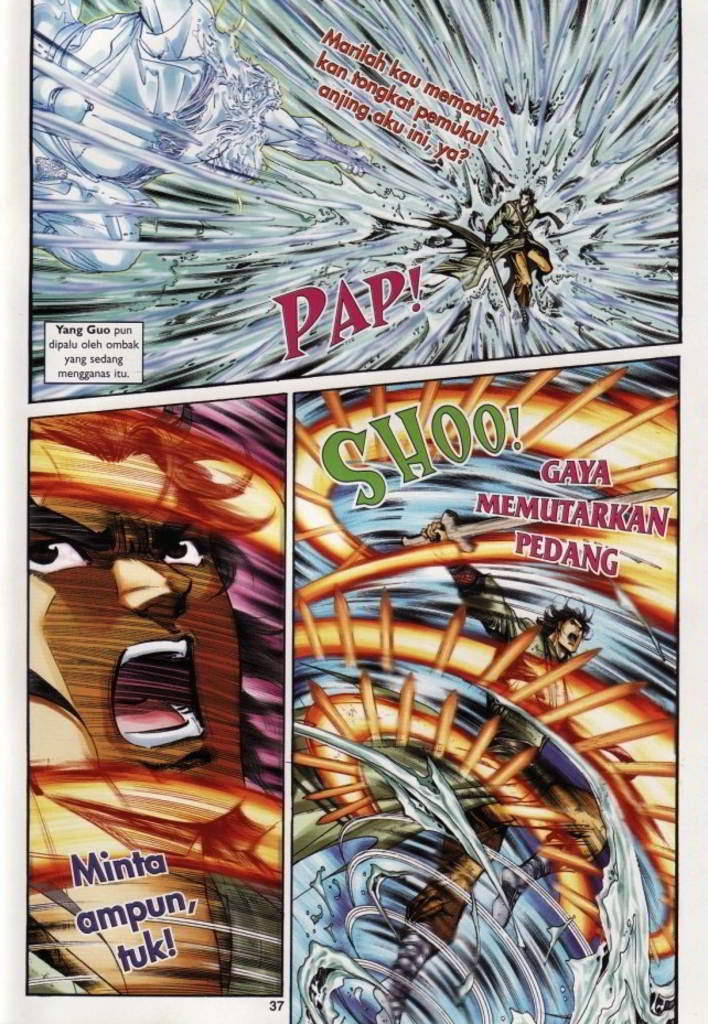 Marilah kau mematah-
kan tongkat pemukul
anjing aku ini, ya?
PAP!
Yang Guo pun
dipalu oleh ombak
yang sedang
mengganas itu.
SHOO!
GAYA
MEMUTARKAN
PEDANG
Minta
ampun,
tuk!
37